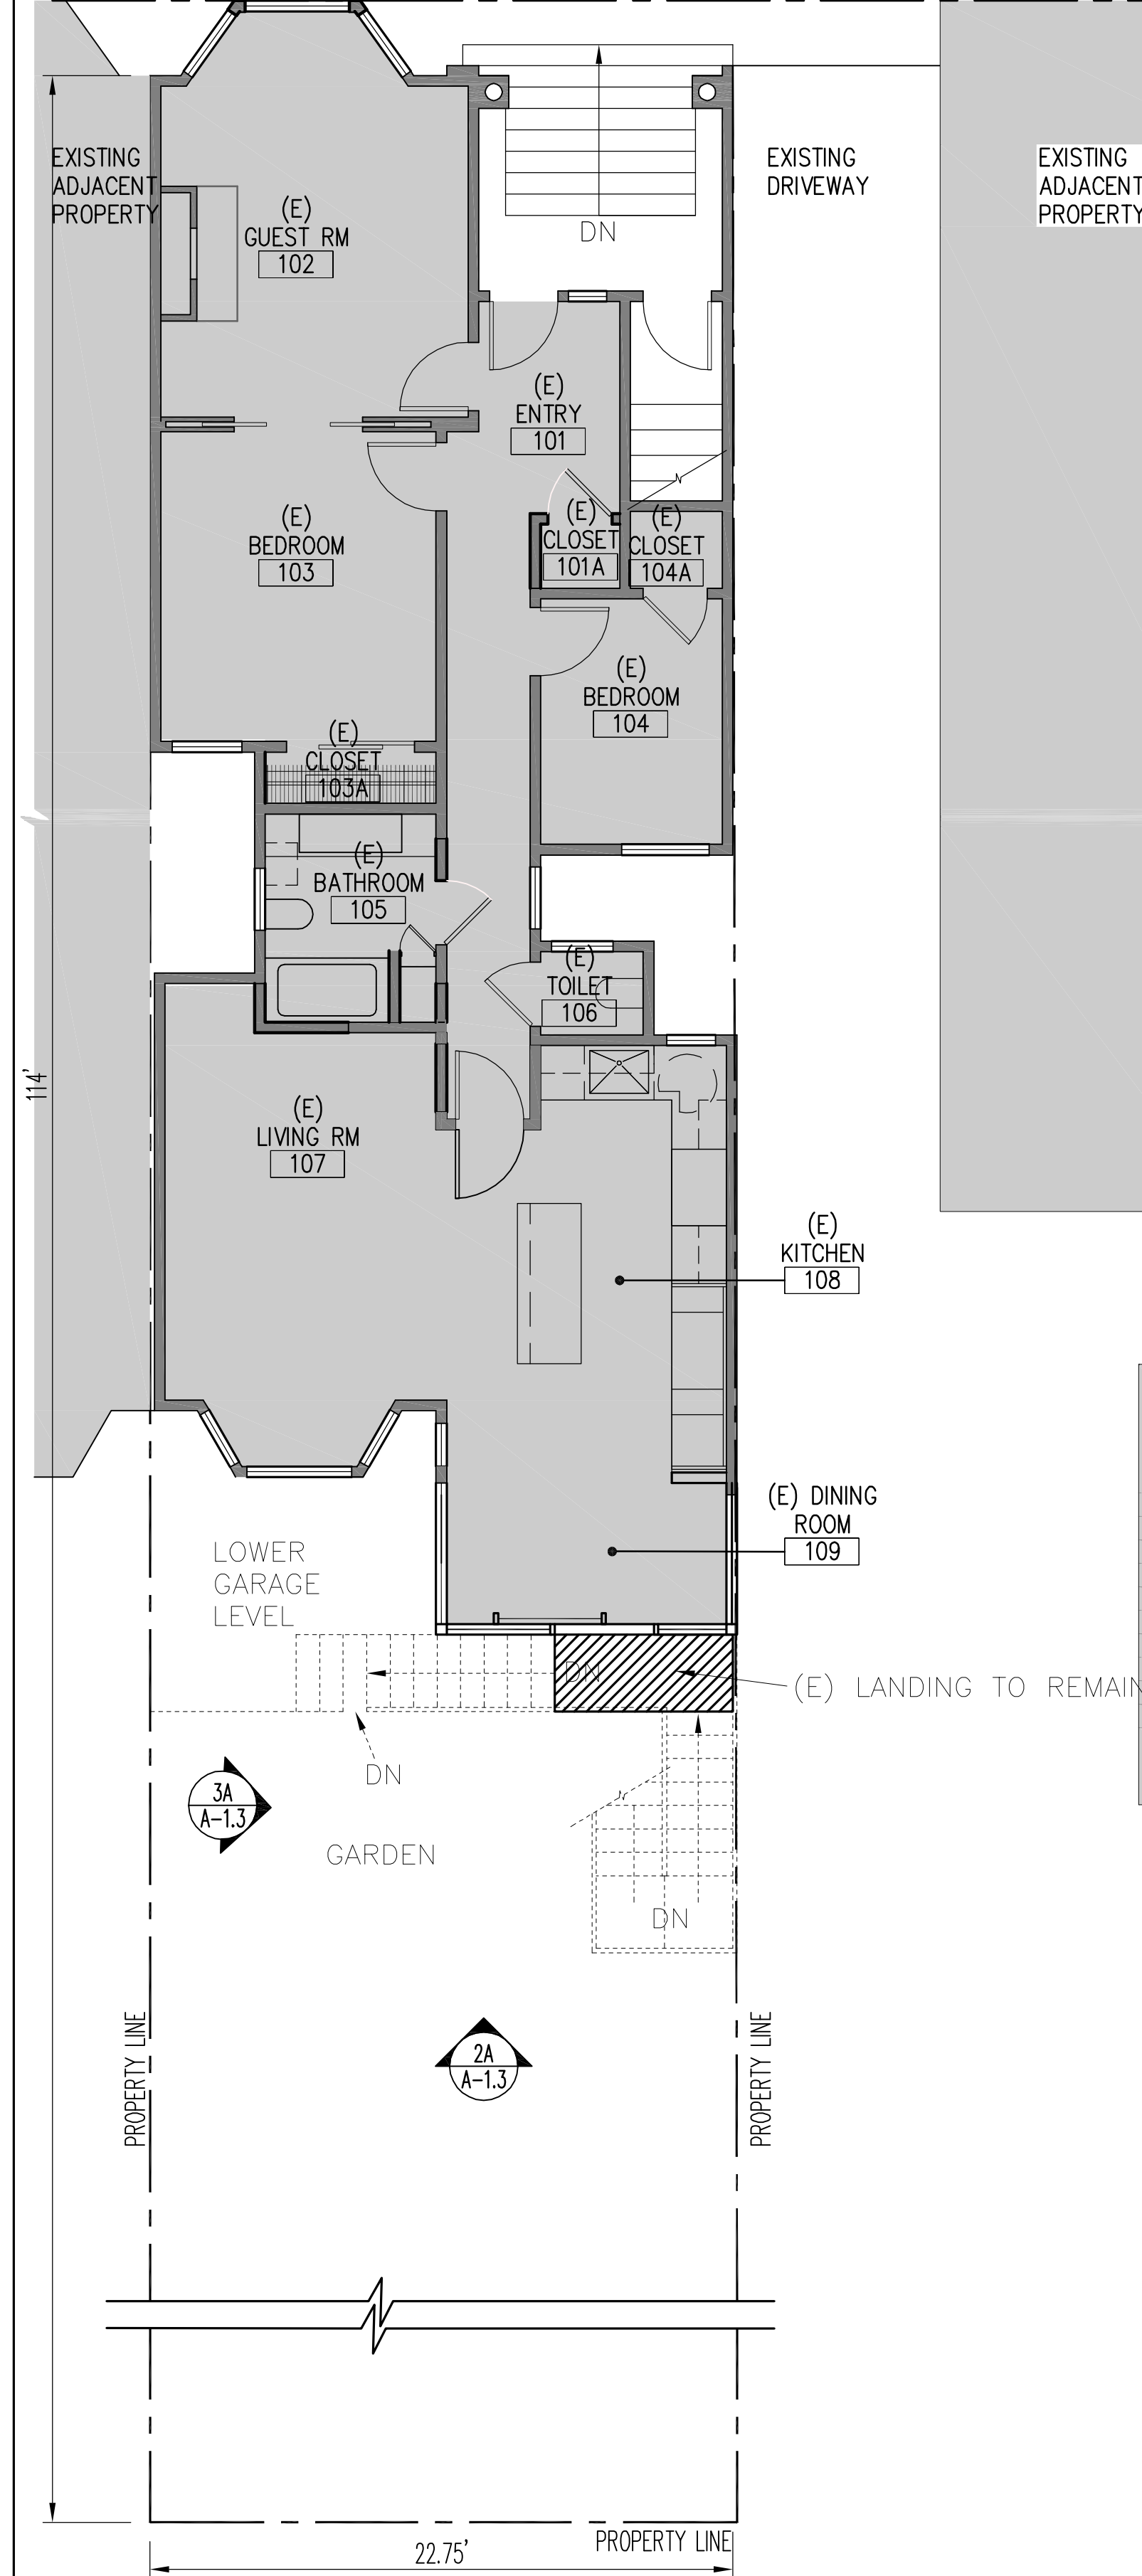 EXISTING
ADJACENT
PROPERTY
EXISTING
DRIVEWAY
EXISTING
ADJACENT
PROPERTY
(E)
GUEST RM
102
DN
(E)
ENTRY
101
(E)
BEDROOM
103
(E)
CLOSET
101A
(E)
CLOSET
104A
(E)
BEDROOM
104
(E)
CLOSET
103A
(E)
BATHROOM
105
(E)
TOILET
106
114'
(E)
LIVING RM
107
(E)
KITCHEN
108
(E) DINING
ROOM
109
LOWER
GARAGE
LEVEL
DN
(E) LANDING TO REMAIN
DN
3A
A-1.3
GARDEN
DN
2A
A-1.3
PROPERTY LINE
PROPERTY LINE
PROPERTY LINE
22.75'